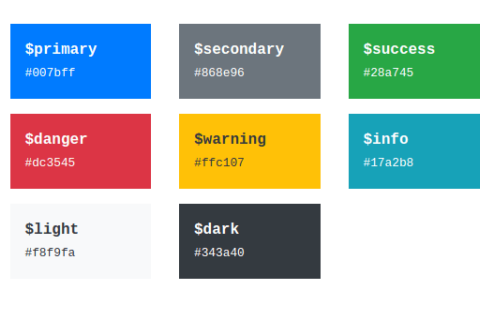 $primary
#007bff
$secondary
#868e96
$success
#28a745
$danger
#dc3545
$warning
#ffc107
$info
#17a2b8
$light
#f8f9fa
$dark
#343a40